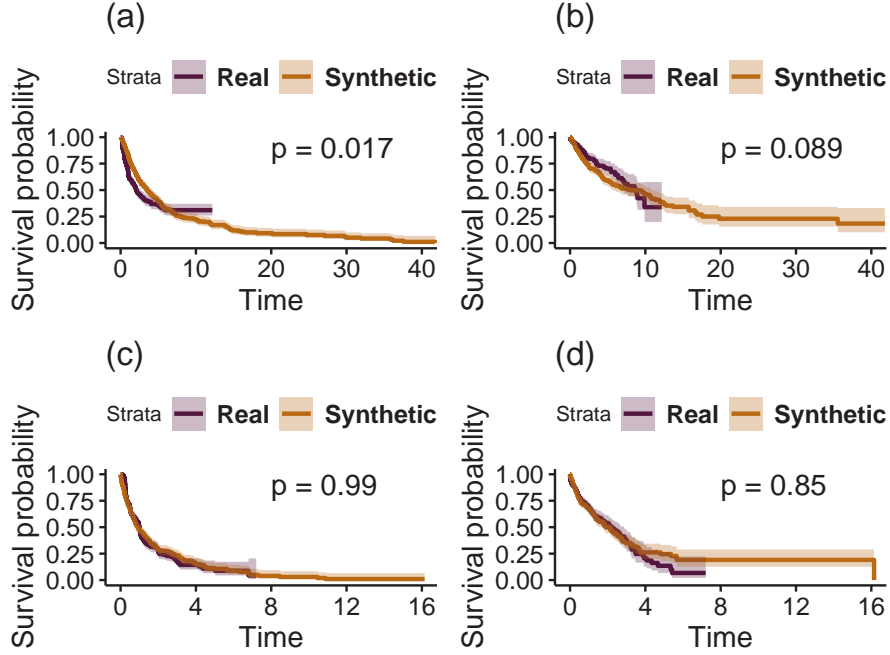 (a)
Strata Real Synthetic
Survival probability
1.00
0.75
0.50
0.25
0.00
p = 0.017
0 10 20 30 40
Time
(b)
Strata Real Synthetic
Survival probability
1.00
0.75
0.50
0.25
0.00
p = 0.089
0 10 20 30 40
Time
(c)
Strata Real Synthetic
Survival probability
1.00
0.75
0.50
0.25
0.00
p = 0.99
0 4 8 12 16
Time
(d)
Strata Real Synthetic
Survival probability
1.00
0.75
0.50
0.25
0.00
p = 0.85
0 4 8 12 16
Time